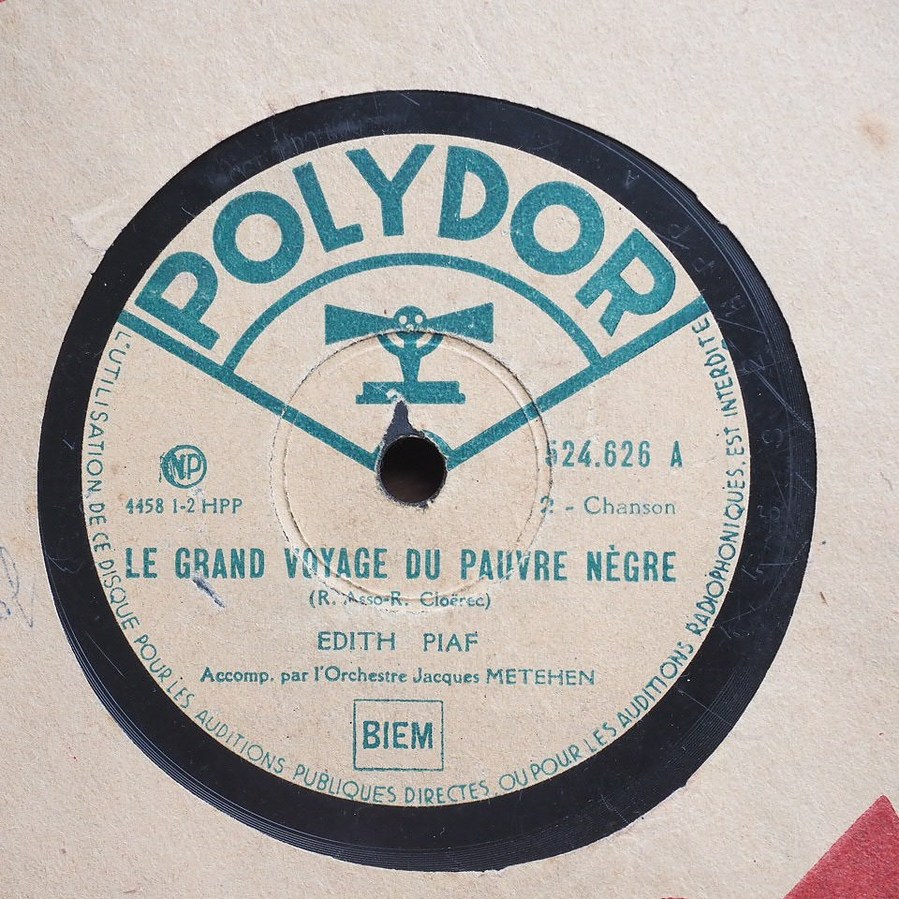 POLYDOR
WP
524.626 A
4458 1-2 HPP
2 - Chanson
LE GRAND VOYAGE DU PAUVRE NÈGRE
(R. Asso-R. Cloërec)
EDITH PIAF
Accomp. par l'Orchestre Jacques METEHEN
BIEM
L'UTILISATION DE CE DISQUE POUR LES AUDITIONS PUBLIQUES DIRECTES OU POUR LES AUDITIONS RADIOPHONIQUES, EST INTERDITE